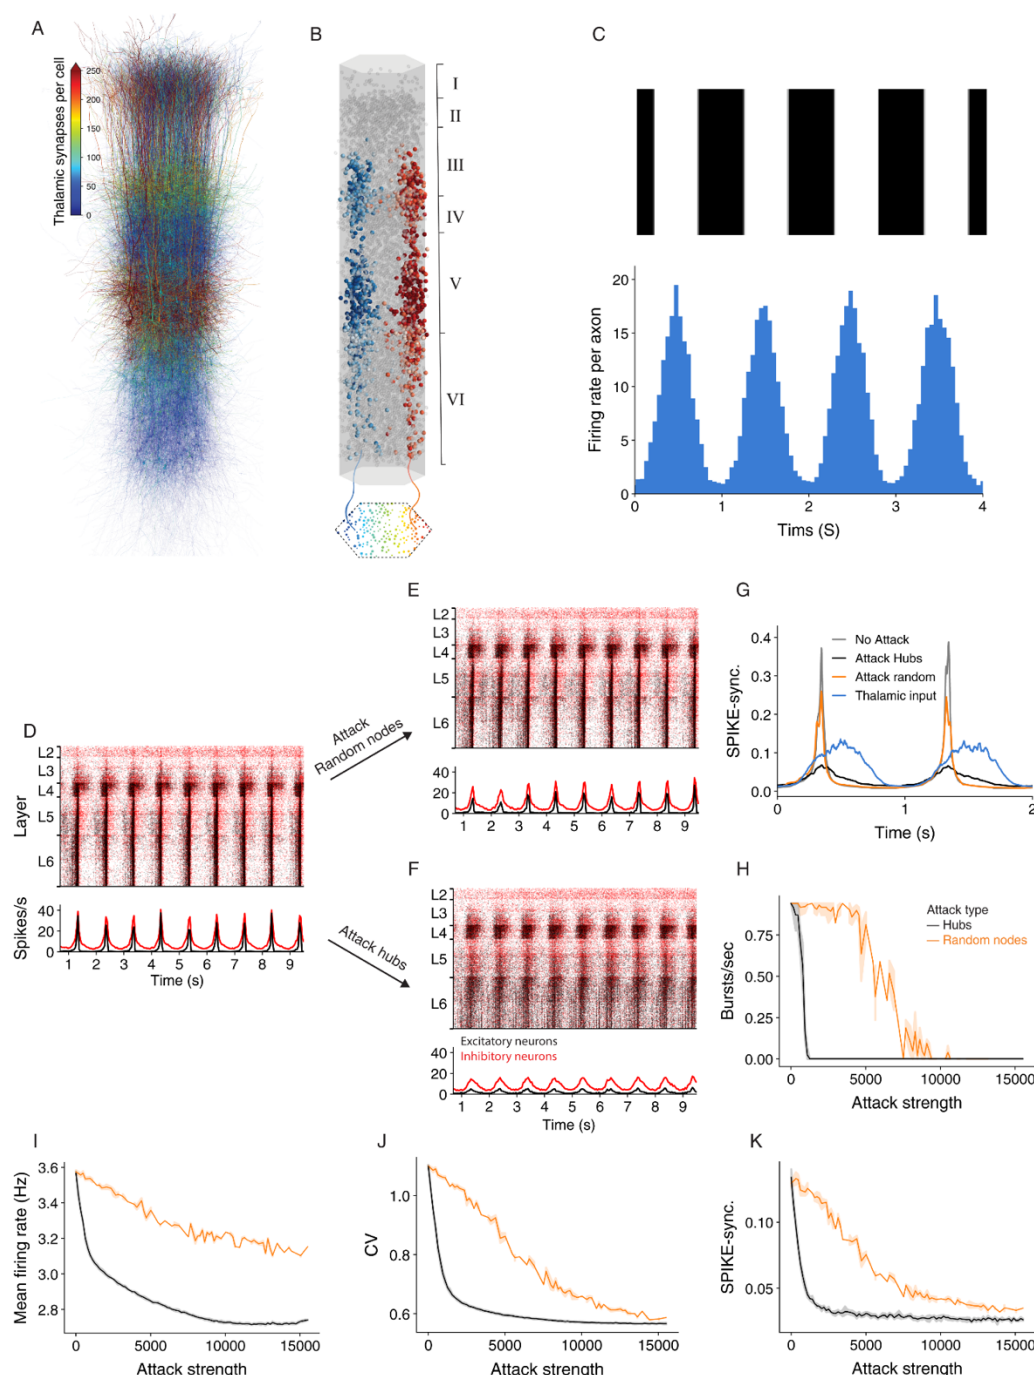 A
Thalamic synapses per cell
250
200
150
100
50
0
B
I
II
III
IV
V
VI
C
Firing rate per axon
20
15
10
5
0
0 1 2 3 4
Tims (S)
D
Layer
L2
L3
L4
L5
L6
Spikes/s
40
20
0
1 2 3 4 5 6 7 8 9
Time (s)
Attack
Random nodes
Attack hubs
E
L2
L3
L4
L5
L6
40
20
0
1 2 3 4 5 6 7 8 9
F
L2
L3
L4
L5
L6
Excitatory neurons
Inhibitory neurons
40
20
0
1 2 3 4 5 6 7 8 9
Time (s)
G
SPIKE-sync.
0.4
0.3
0.2
0.1
0.0
No Attack
Attack Hubs
Attack random
Thalamic input
0 1 2
Time (s)
H
Bursts/sec
0.75
0.50
0.25
0.00
Attack type
Hubs
Random nodes
0 5000 10000 15000
Attack strength
I
Mean firing rate (Hz)
3.6
3.4
3.2
3.0
2.8
0 5000 10000 15000
Attack strength
J
CV
1.0
0.8
0.6
0 5000 10000 15000
Attack strength
K
SPIKE-sync.
0.10
0.05
0 5000 10000 15000
Attack strength